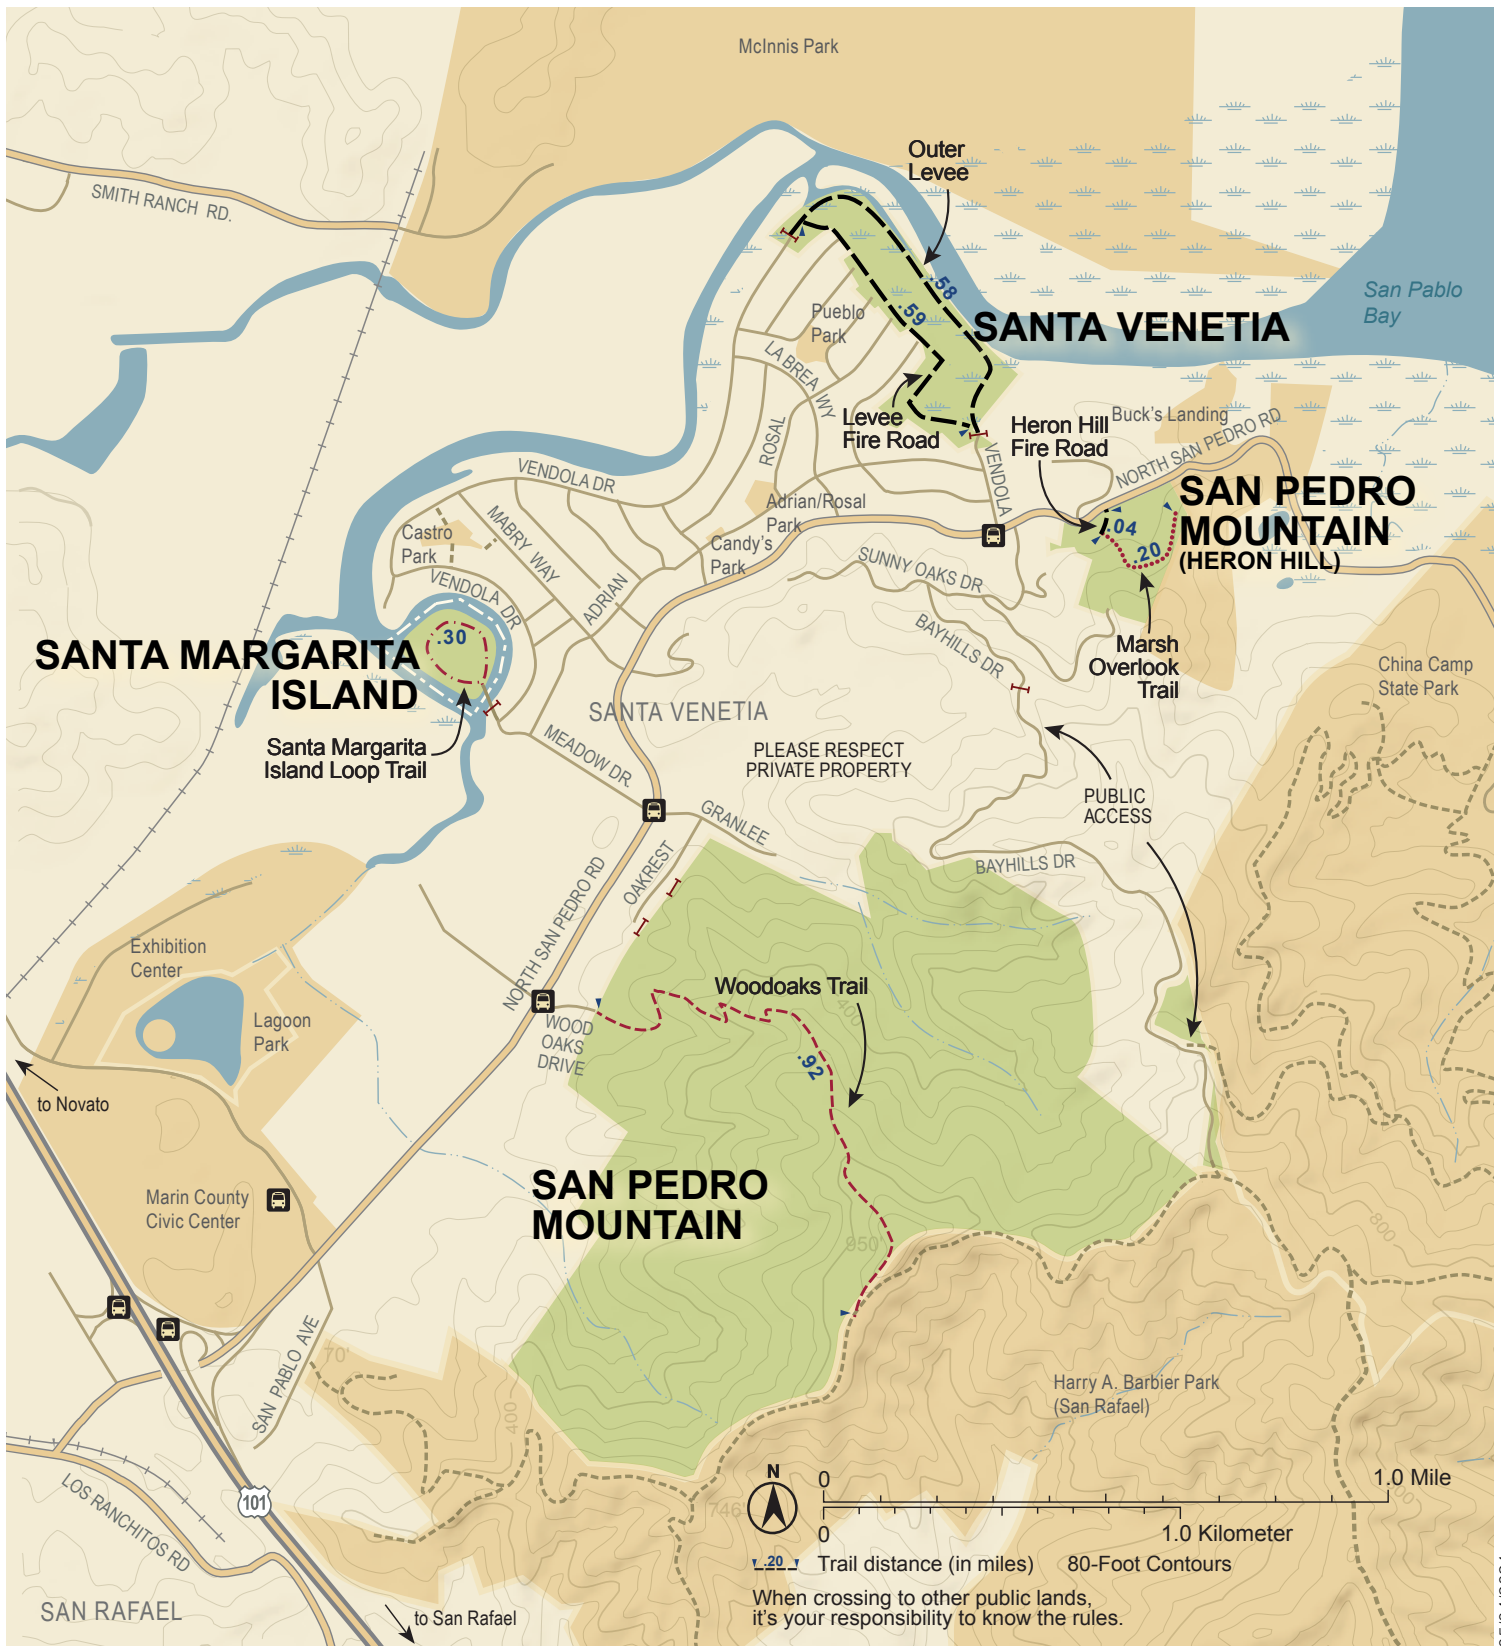 McInnis Park
Outer
Levee
SMITH RANCH RD.
San Pablo
Bay
.58
.59
Pueblo
Park
SANTA VENETIA
LA BREA WY
Levee
Fire Road
Heron Hill
Fire Road
Buck's Landing
NORTH SAN PEDRO RD
ROSAL
VENDOLA
VENDOLA DR
SAN PEDRO
MOUNTAIN
(HERON HILL)
Adrian/Rosal
Park
.04
.20
Castro
Park
MABRY WAY
Candy's
Park
SUNNY OAKS DR
VENDOLA DR
ADRIAN
BAYHILLS DR
.30
SANTA MARGARITA
ISLAND
Marsh
Overlook
Trail
China Camp
State Park
SANTA VENETIA
Santa Margarita
Island Loop Trail
MEADOW DR.
PLEASE RESPECT
PRIVATE PROPERTY
PUBLIC
ACCESS
GRANLEE
OAKREST
BAYHILLS DR
NORTH SAN PEDRO RD
Exhibition
Center
Woodoaks Trail
400
Lagoon
Park
WOOD
OAKS
DRIVE
.92
to Novato
Marin County
Civic Center
SAN PEDRO
MOUNTAIN
950'
800
SAN PABLO AVE
70'
400
Harry A. Barbier Park
(San Rafael)
LOS RANCHITOS RD
101
746'
N
0
1.0 Mile
0
1.0 Kilometer
.20
Trail distance (in miles)
80-Foot Contours
When crossing to other public lands,
it's your responsibility to know the rules.
SAN RAFAEL
to San Rafael